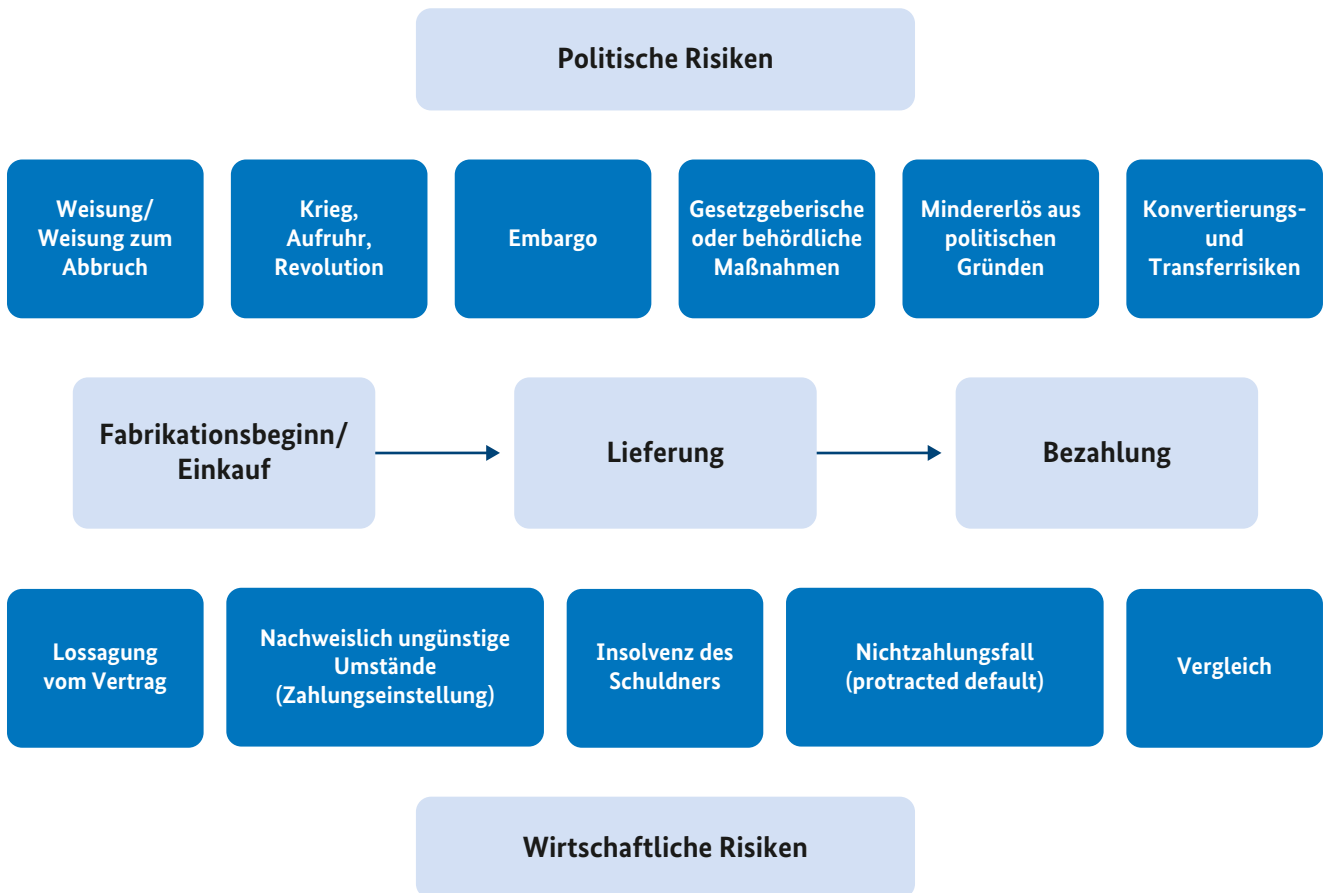 Politische Risiken
Weisung/
Weisung zum
Abbruch
Krieg,
Aufruhr,
Revolution
Embargo
Gesetzgeberische
oder behördliche
Maßnahmen
Mindererlös aus
politischen
Gründen
Konvertierungs-
und
Transferrisiken
Fabrikationsbeginn/
Einkauf
Lieferung
Bezahlung
Lossagung
vom Vertrag
Nachweislich ungünstige
Umstände
(Zahlungseinstellung)
Insolvenz des
Schuldners
Nichtzahlungsfall
(protracted default)
Vergleich
Wirtschaftliche Risiken